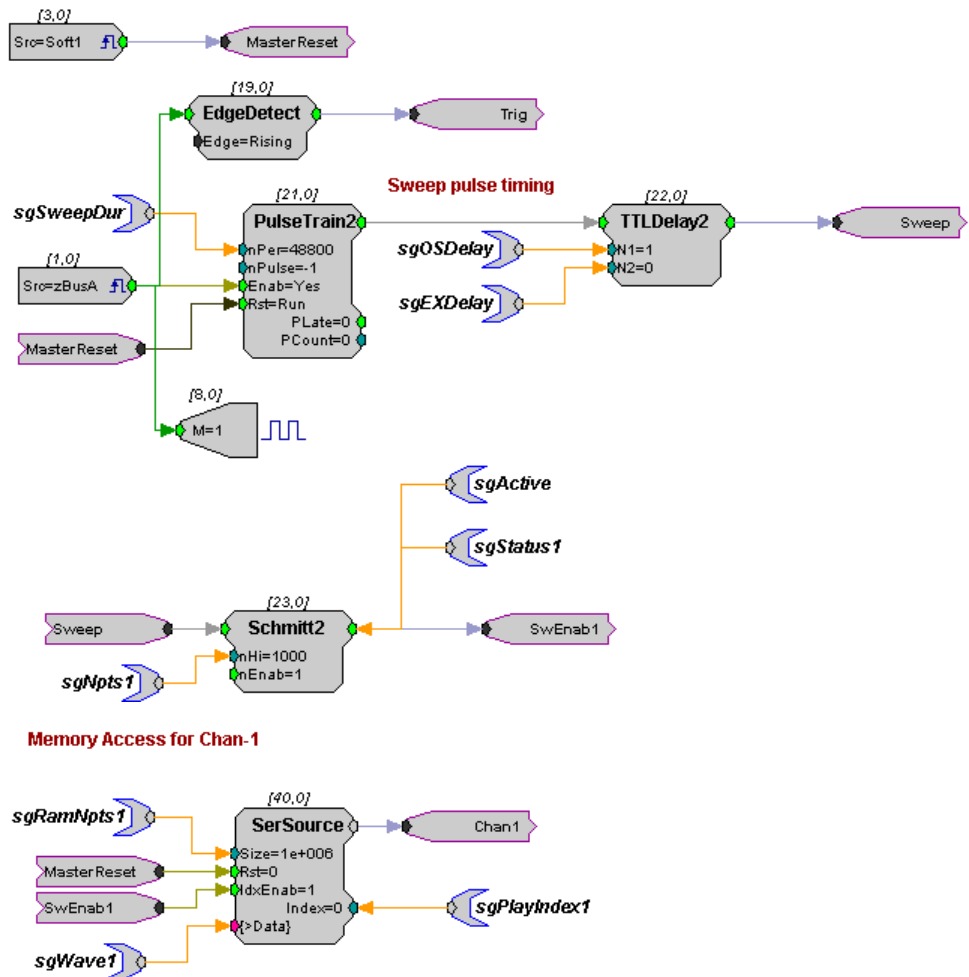 [3,0]
Src=Soft1
MasterReset
[19,0]
EdgeDetect
Edge=Rising
Trig
Sweep pulse timing
sgSweepDur
[21,0]
PulseTrain2
nPer=48800
nPulse=-1
Enab=Yes
Rst=Run
PLate=0
PCount=0
[22,0]
TTLDelay2
N1=1
N2=0
Sweep
sgOSDelay
sgEXDelay
[1,0]
Src=zBusA
MasterReset
[8,0]
M=1
sgActive
sgStatus1
[23,0]
Sweep
Schmitt2
nHi=1000
nEnab=1
SwEnab1
sgNpts1
Memory Access for Chan-1
sgRamNpts1
[40,0]
SerSource
Size=1e+006
Rst=0
IdxEnab=1
Index=0
{>Data}
Chan1
MasterReset
SwEnab1
sgPlayIndex1
sgWave1